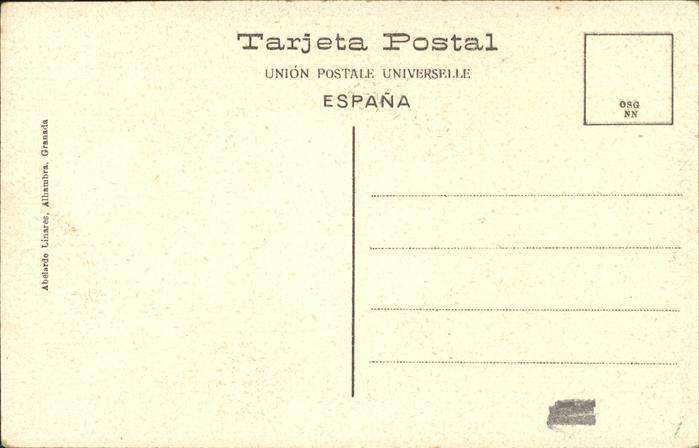 Tarjeta Postal
UNIÓN POSTALE UNIVERSELLE
ESPAÑA
OSG
NN
Abelardo Linares, Alhambra, Granada